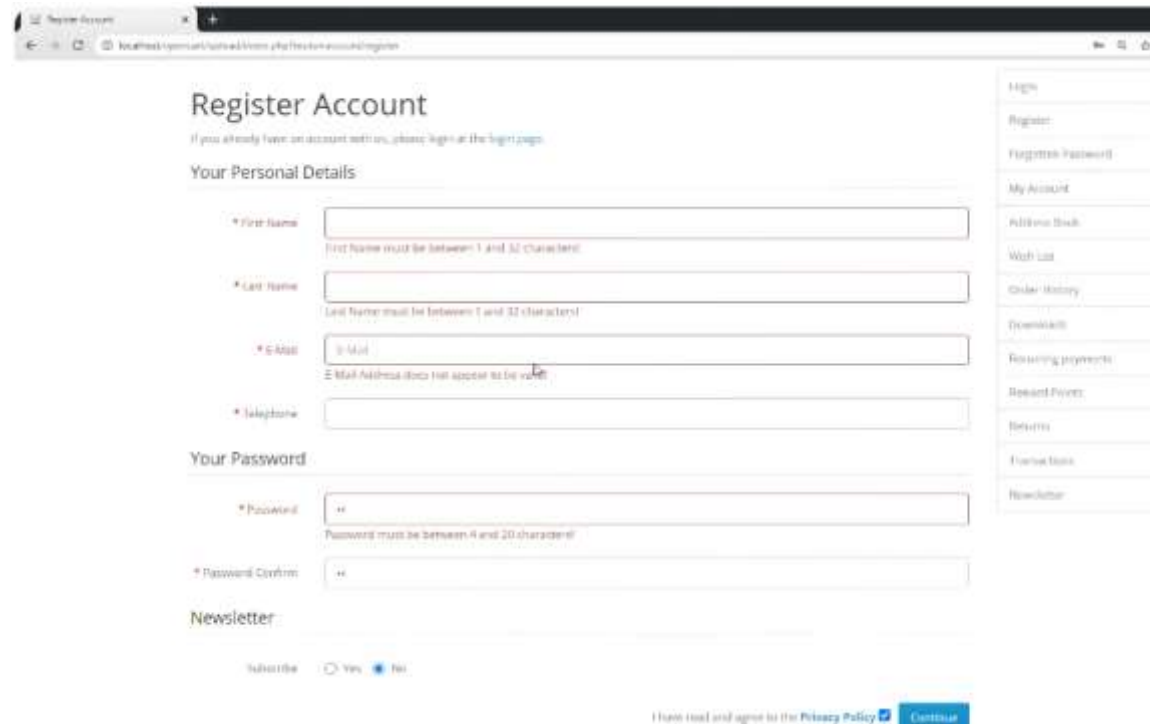 Register Account
Register Account
If you already have an account with us, please login at the login page.
Your Personal Details
* First Name
First Name must be between 1 and 32 characters!
* Last Name
Last Name must be between 1 and 32 characters!
* E-Mail
E-Mail
E-Mail Address does not appear to be valid!
* Telephone
Your Password
* Password
Password must be between 4 and 20 characters!
* Password Confirm
Newsletter
Subscribe
Yes
No
I have read and agree to the Privacy Policy
Continue
Login
Register
Forgotten Password
My Account
Address Book
Wish List
Order History
Downloads
Recurring payments
Reward Points
Returns
Transactions
Newsletter